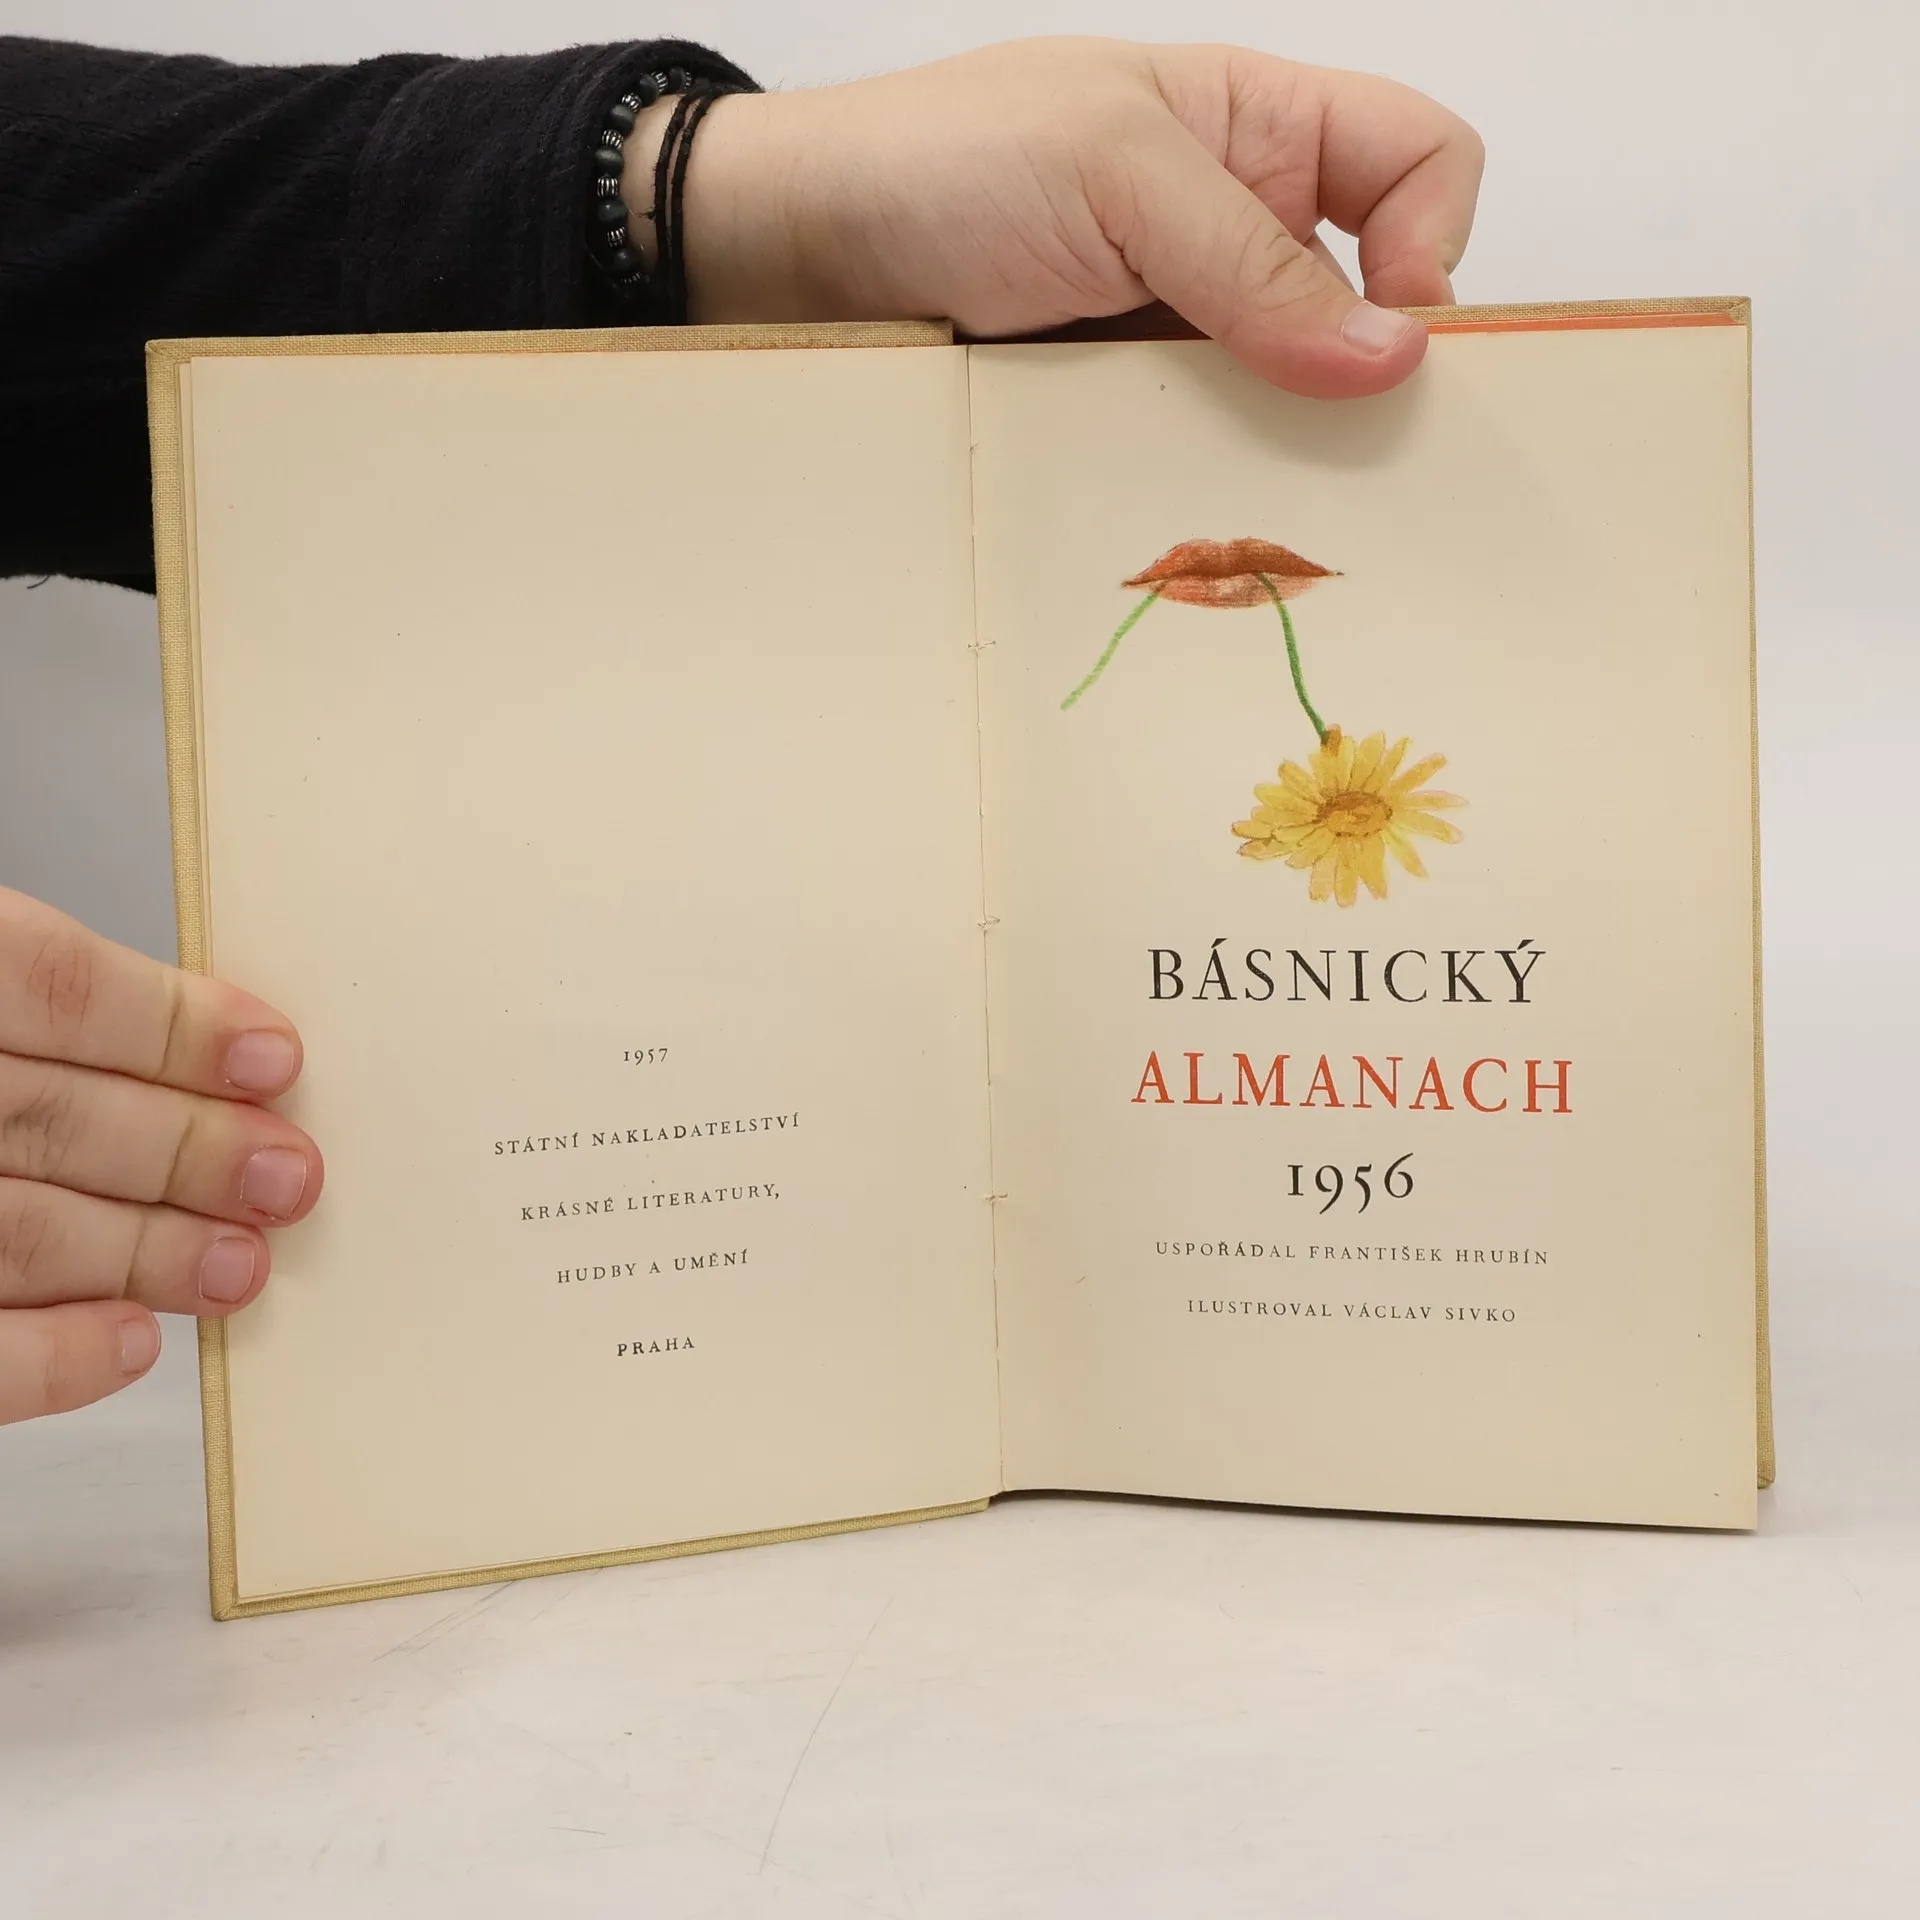 1957
STÁTNÍ NAKLADATELSTVÍ
KRÁSNÉ LITERATURY,
HUDBY A UMĚNÍ
PRAHA
BÁSNICKÝ
ALMANACH
1956
USPOŘÁDAL FRANTIŠEK HRUBÍN
ILUSTROVAL VÁCLAV SIVKO